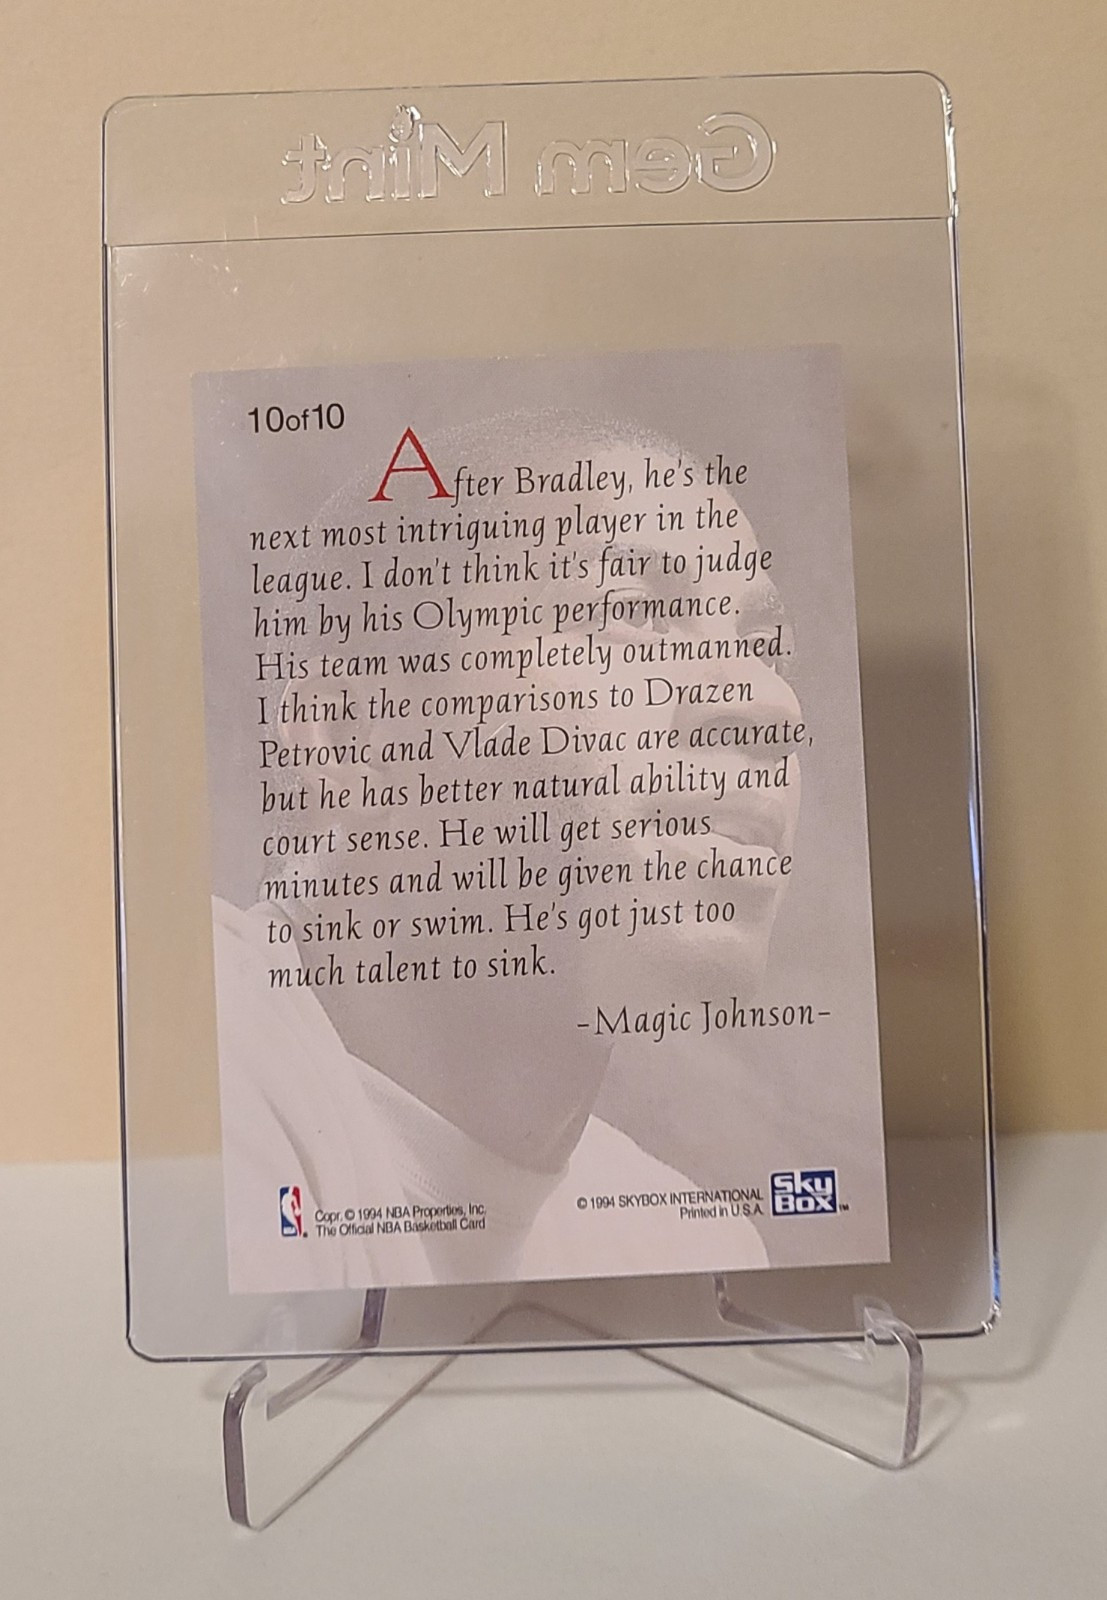 Gem Mint
10of10
After Bradley, he's the
next most intriguing player in the
league. I don't think it's fair to judge
him by his Olympic performance.
His team was completely outmanned.
I think the comparisons to Drazen
Petrovic and Vlade Divac are accurate,
but he has better natural ability and
court sense. He will get serious
minutes and will be given the chance
to sink or swim. He's got just too
much talent to sink.
-Magic Johnson-
NBA
Copr. © 1994 NBA Properties, Inc.
The Official NBA Basketball Card
© 1994 SKYBOX INTERNATIONAL
Printed in U.S.A.
Sky
Box™